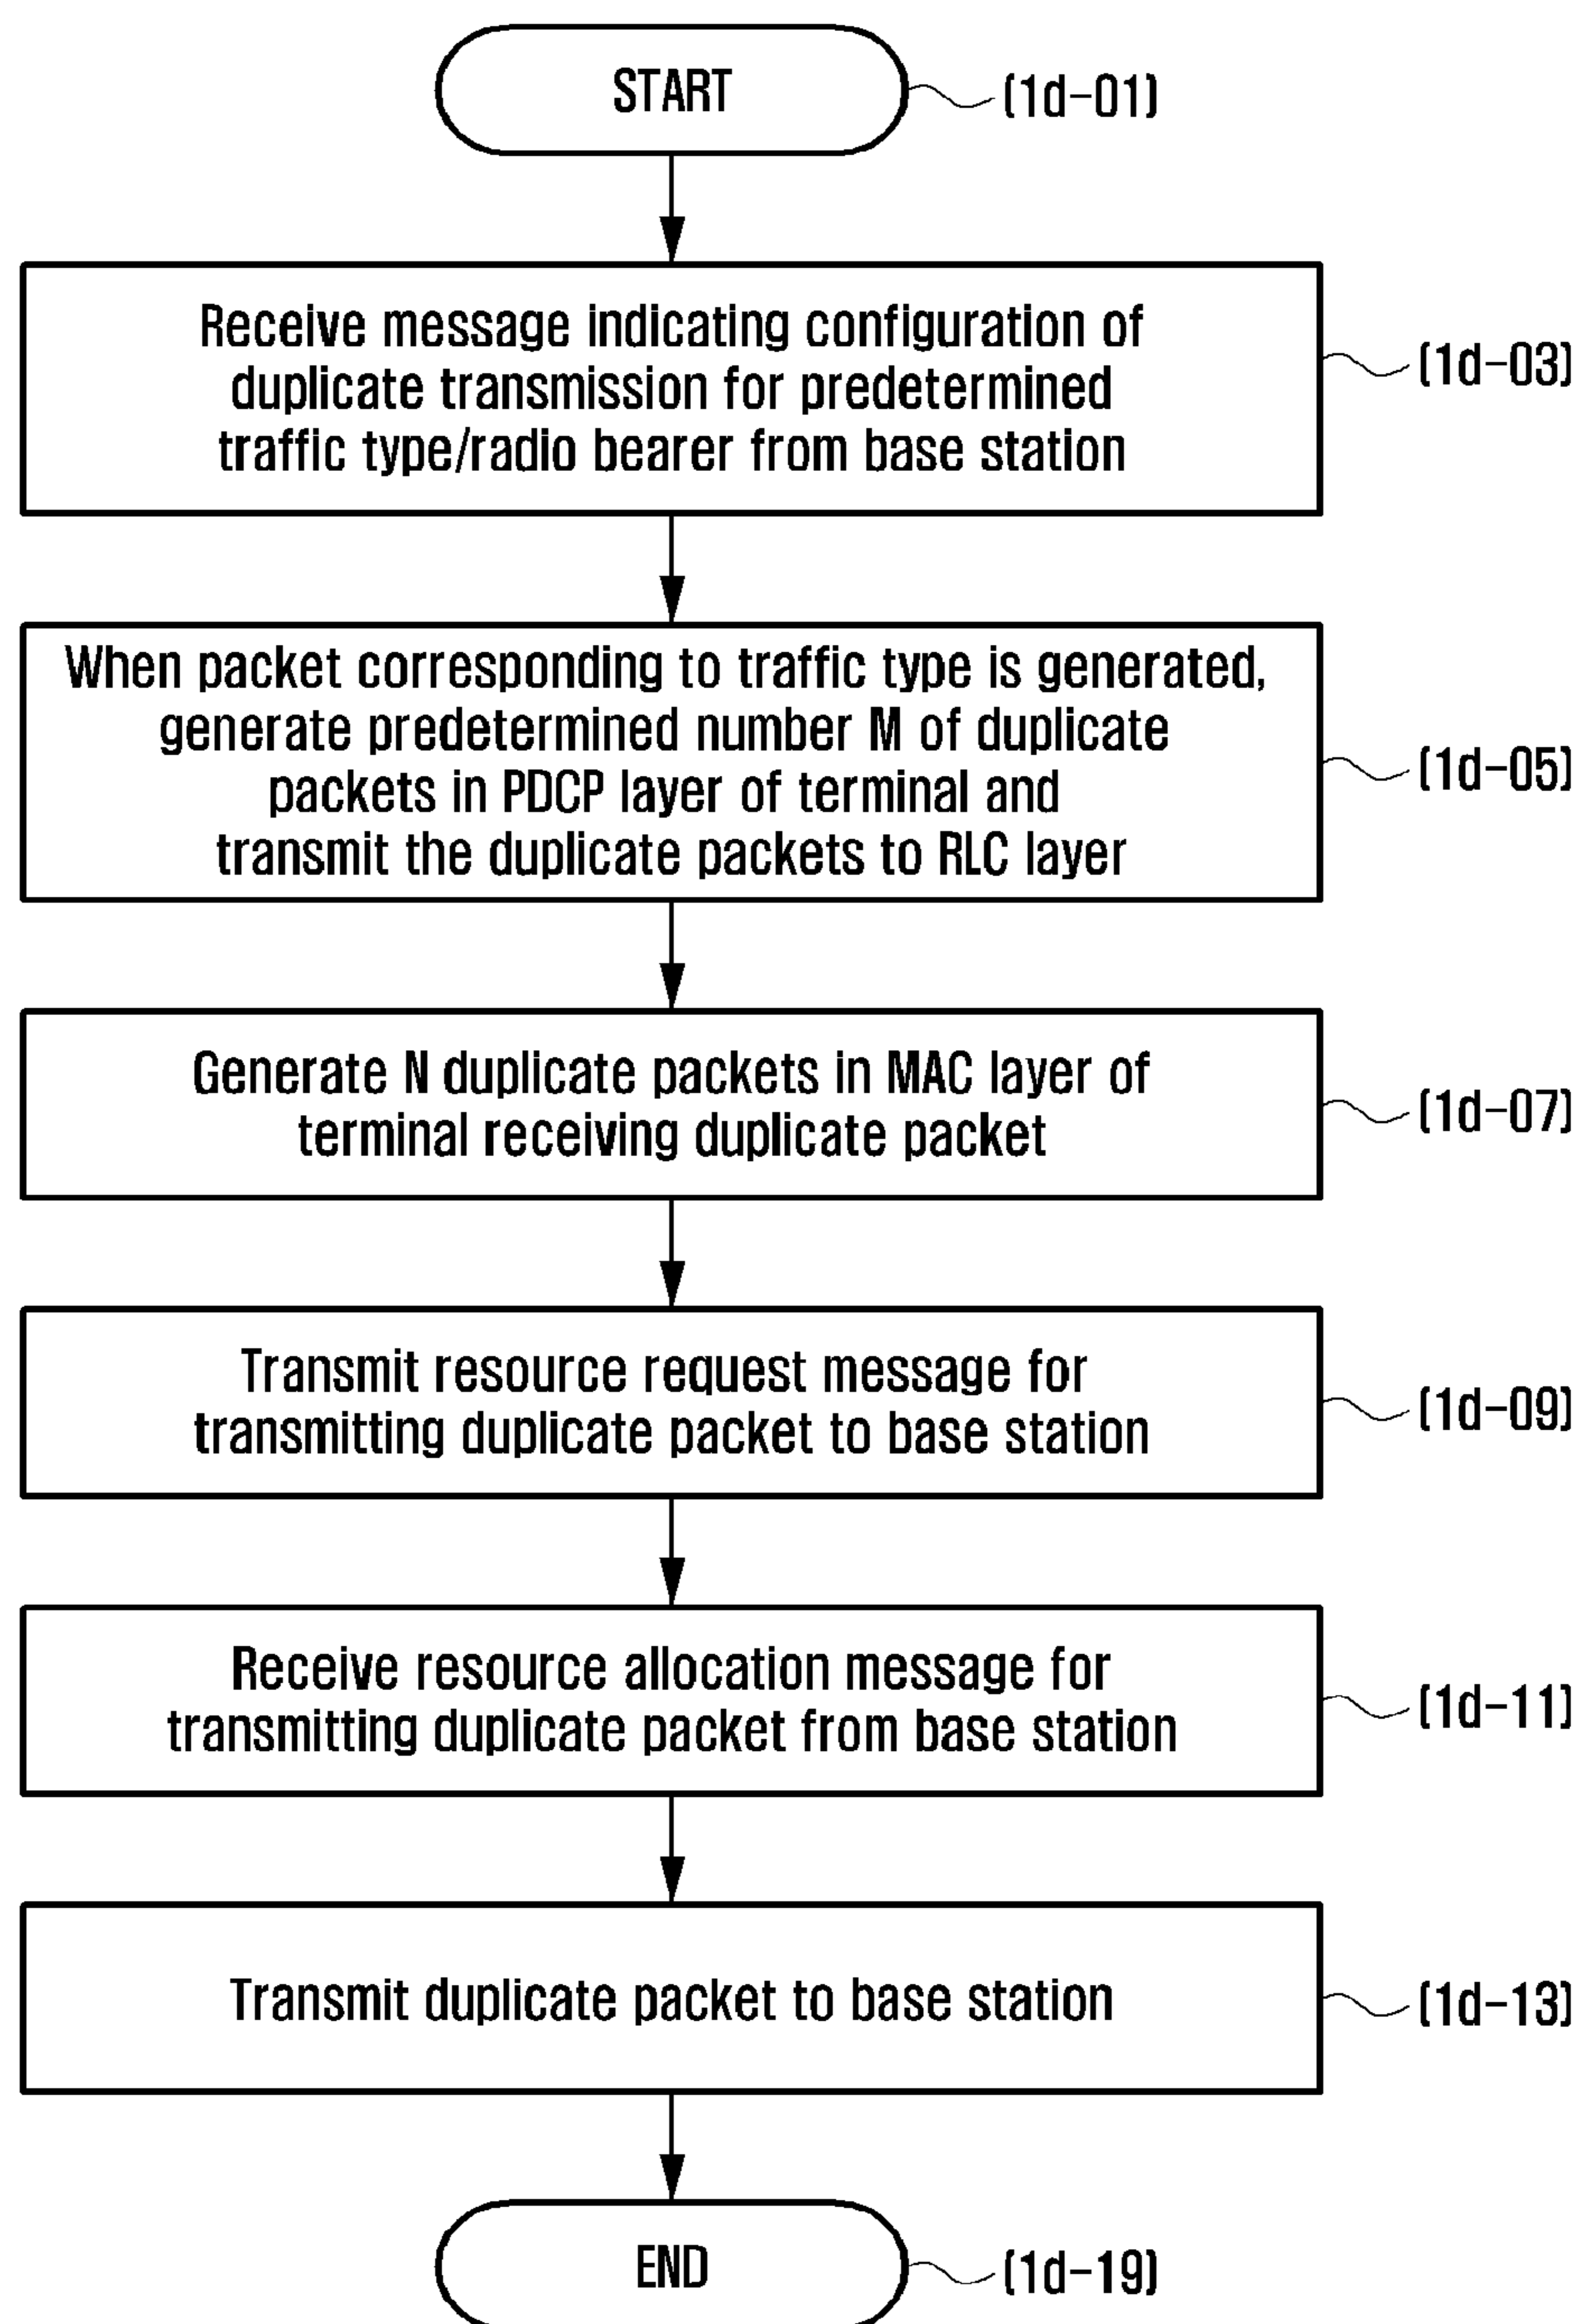 START
(1d-01)
Receive message indicating configuration of
duplicate transmission for predetermined
traffic type/radio bearer from base station
(1d-03)
When packet corresponding to traffic type is generated,
generate predetermined number M of duplicate
packets in PDCP layer of terminal and
transmit the duplicate packets to RLC layer
(1d-05)
Generate N duplicate packets in MAC layer of
terminal receiving duplicate packet
(1d-07)
Transmit resource request message for
transmitting duplicate packet to base station
(1d-09)
Receive resource allocation message for
transmitting duplicate packet from base station
(1d-11)
Transmit duplicate packet to base station
(1d-13)
END
(1d-19)